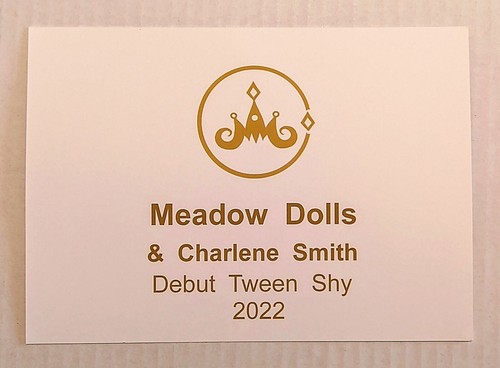 Meadow Dolls
& Charlene Smith
Debut Tween Shy
2022